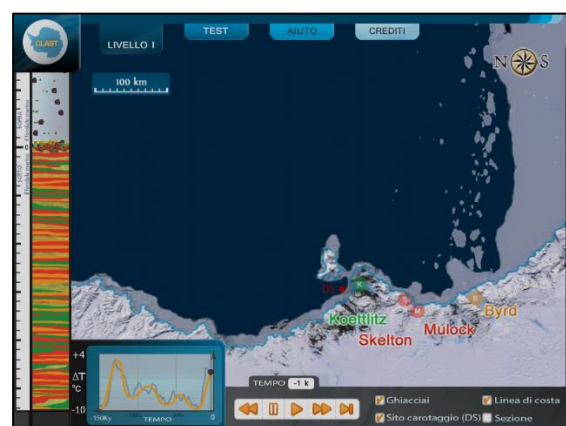 CLAST
LIVELLO I
TEST
AIUTO
CREDITI
100 km
N S
DS
K
Koettlitz
Skelton
Mulock
Byrd
+4
ΔT
°C
-10
-150Ky TEMPO 0
TEMPO -1 k
Ghiacciai
Linea di costa
Sito carotaggio (DS)
Sezione